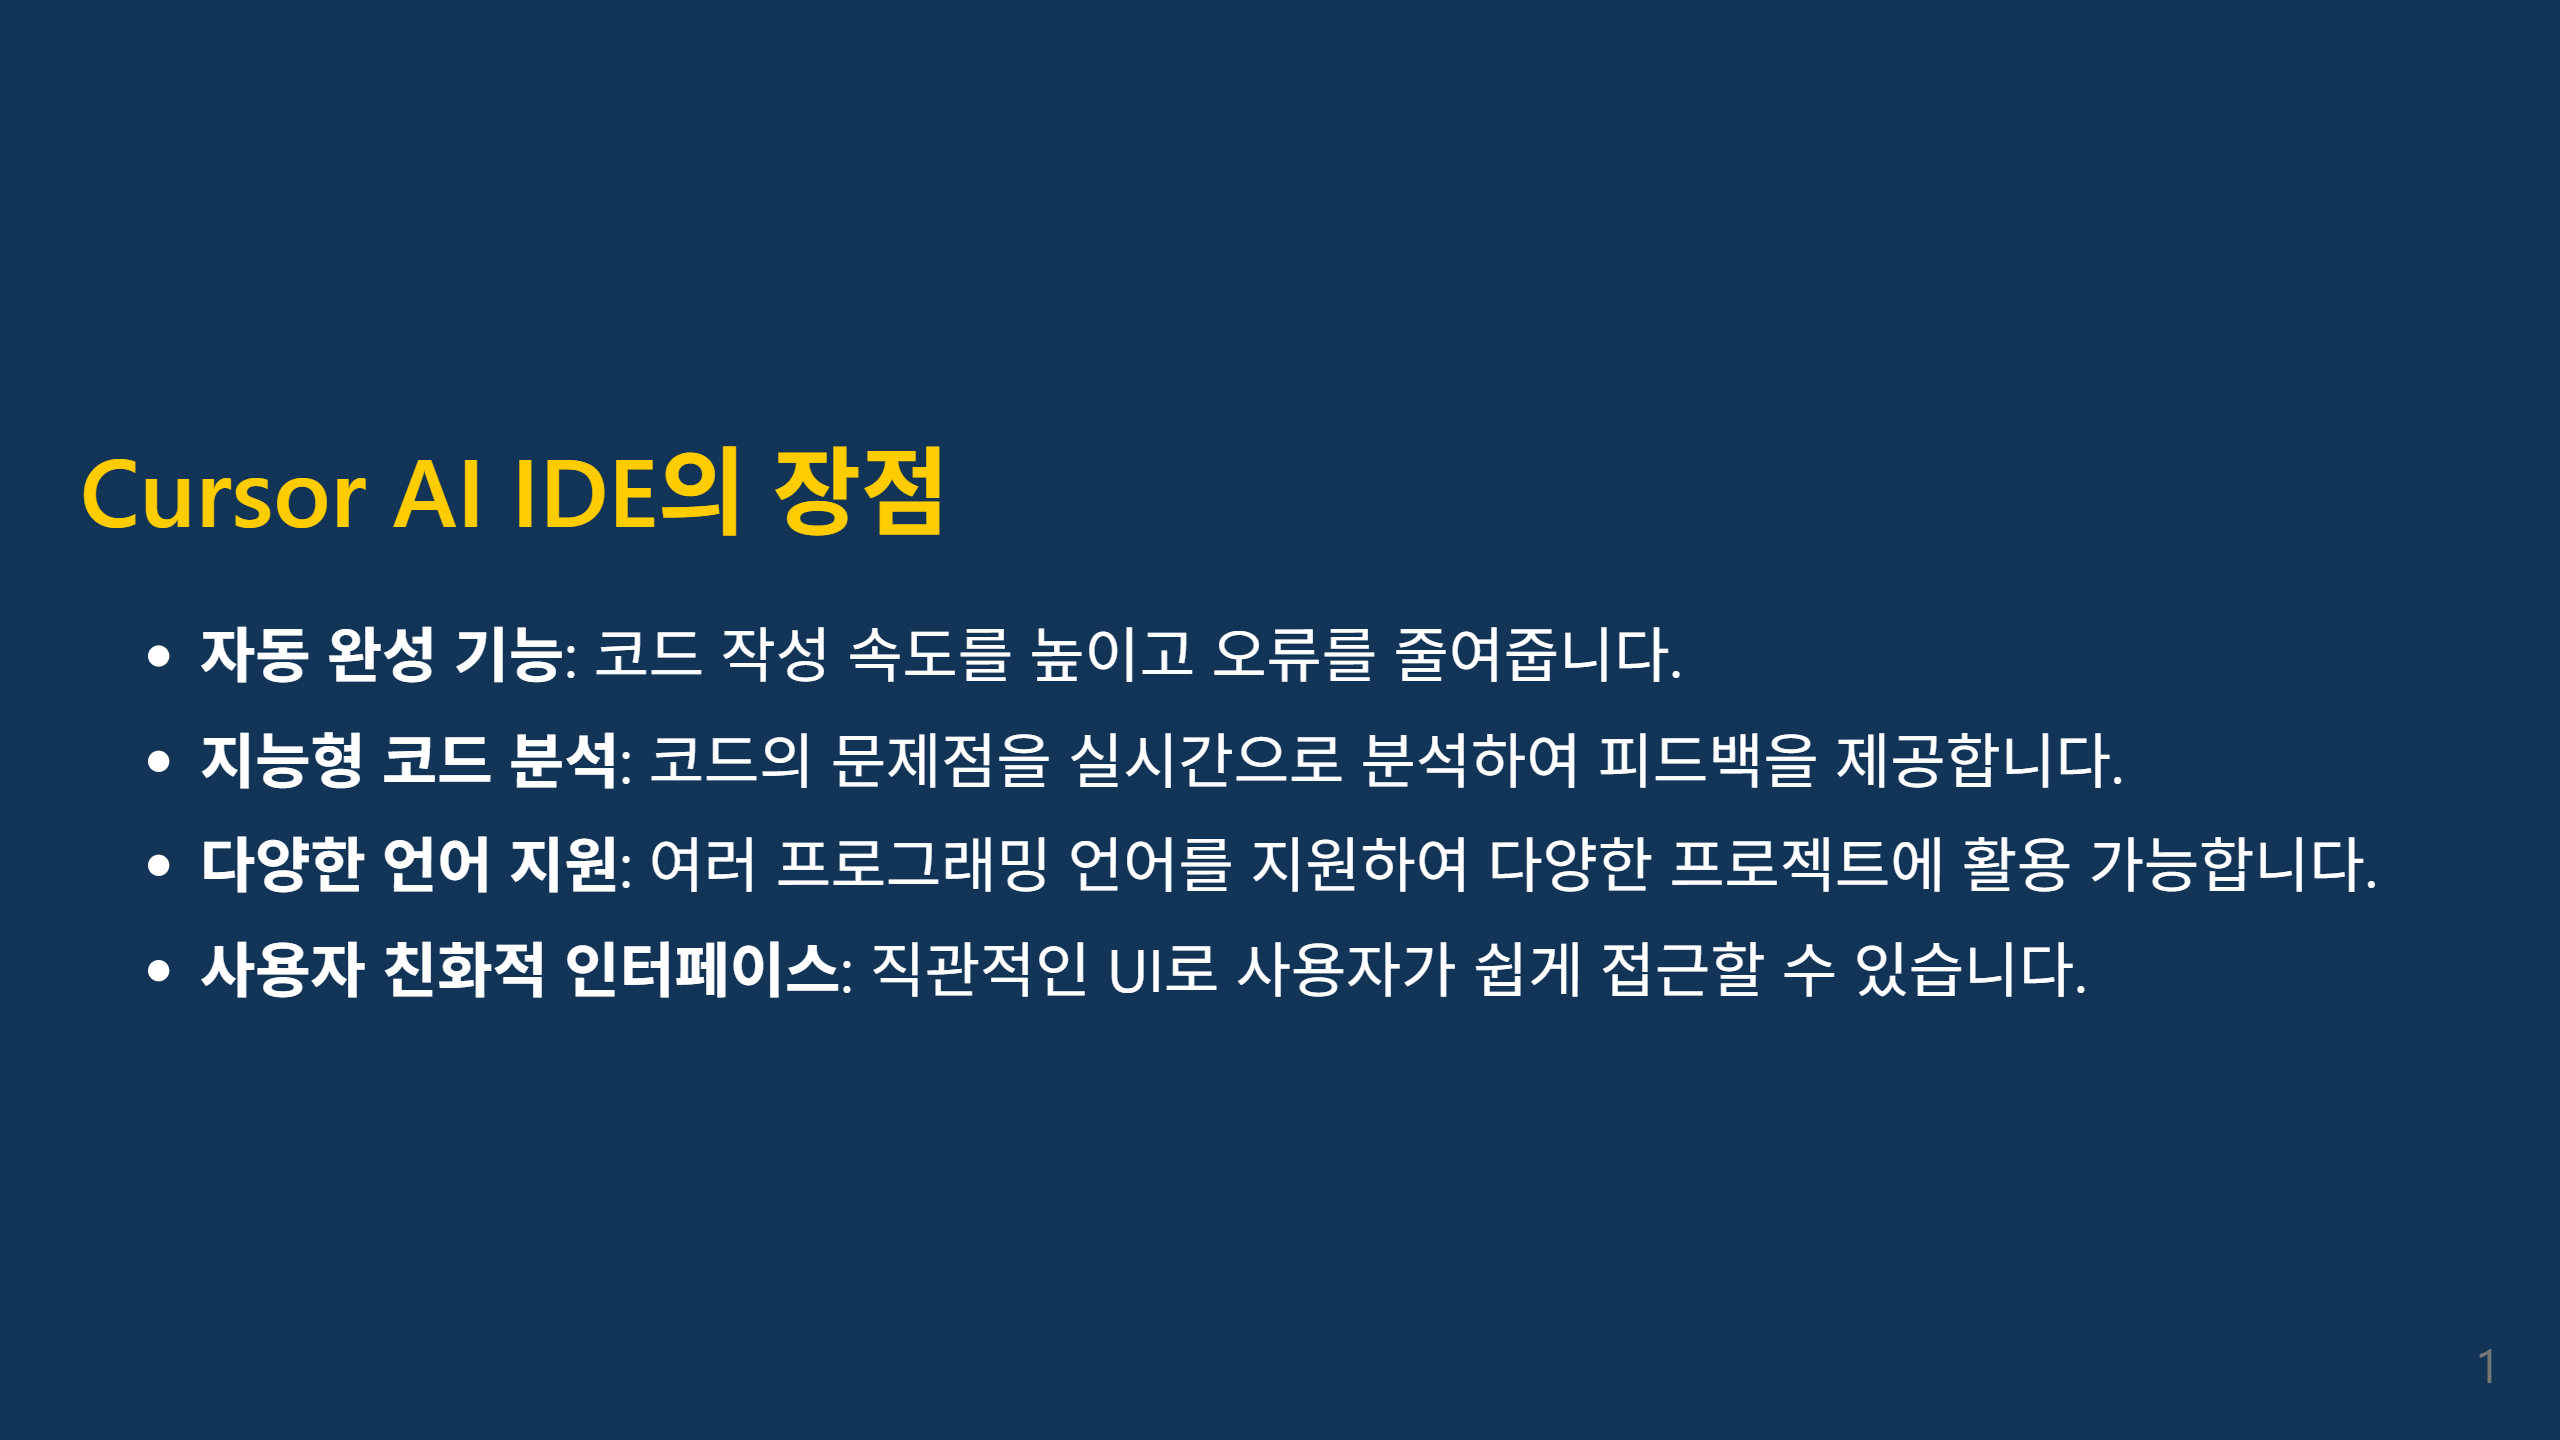 Cursor AI IDE의 장점
• 자동 완성 기능: 코드 작성 속도를 높이고 오류를 줄여줍니다.
• 지능형 코드 분석: 코드의 문제점을 실시간으로 분석하여 피드백을 제공합니다.
• 다양한 언어 지원: 여러 프로그래밍 언어를 지원하여 다양한 프로젝트에 활용 가능합니다.
• 사용자 친화적 인터페이스: 직관적인 UI로 사용자가 쉽게 접근할 수 있습니다.
1